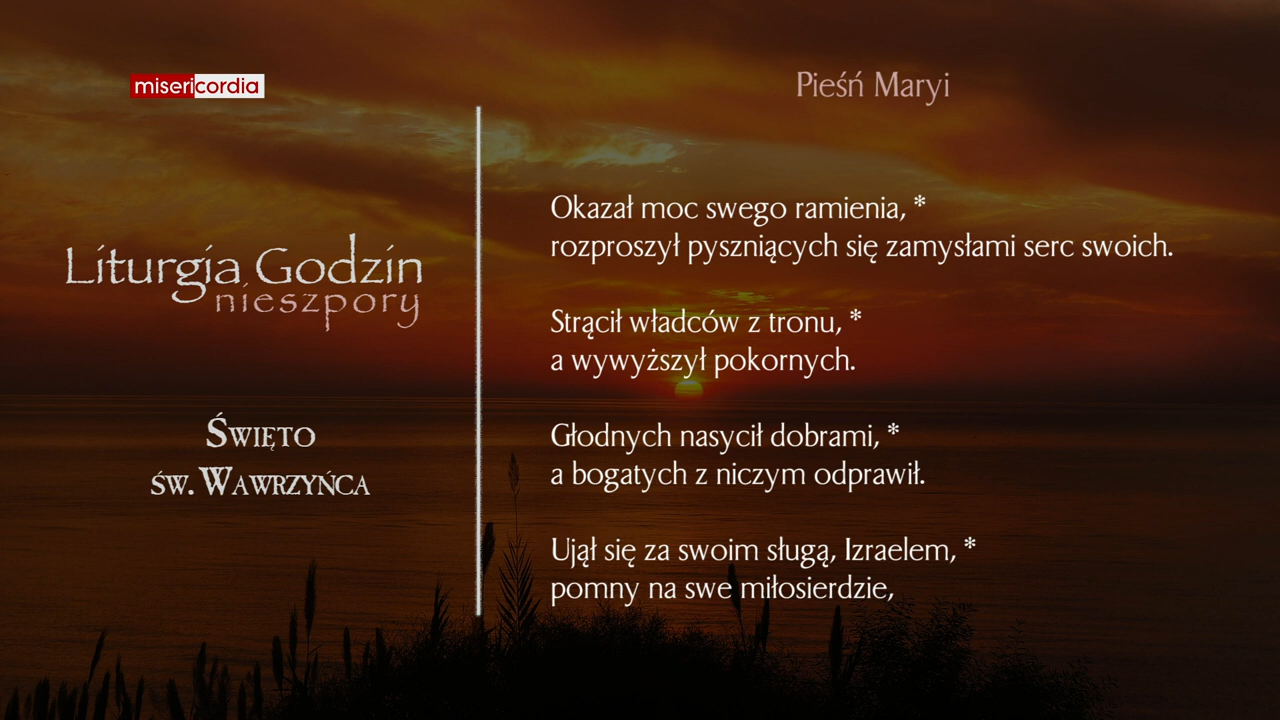 misericordia
Liturgia Godzin
nieszpory
Święto
św. Wawrzyńca
Pieśń Maryi
Okazał moc swego ramienia, *
rozproszył pyszniących się zamysłami serc swoich.
Strącił władców z tronu, *
a wywyższył pokornych.
Głodnych nasycił dobrami, *
a bogatych z niczym odprawił.
Ujął się za swoim sługą, Izraelem, *
pomny na swe miłosierdzie,